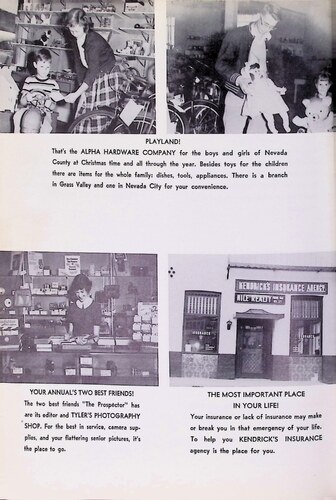 PLAYLAND!
That's the ALPHA HARDWARE COMPANY for the boys and girls of Nevada
County at Christmas time and all through the year. Besides toys for the children
there are items for the whole family: dishes, tools, appliances. There is a branch
in Grass Valley and one in Nevada City for your convenience.
KENDRICK'S INSURANCE AGENCY
NILE REALTY
YOUR ANNUAL'S TWO BEST FRIENDS!
The two best friends "The Prospector" has
are its editor and TYLER'S PHOTOGRAPHY
SHOP. For the best in service, camera sup-
plies, and your flattering senior pictures, it's
the place to go.
THE MOST IMPORTANT PLACE
IN YOUR LIFE!
Your insurance or lack of insurance may make
or break you in that emergency of your life.
To help you KENDRICK'S INSURANCE
agency is the place for you.